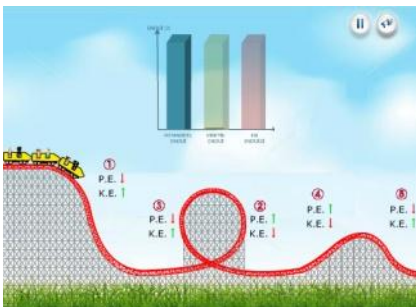 ①
P.E. ↓
K.E. ↑
③
P.E. ↓
K.E. ↑
②
P.E. ↑
K.E. ↓
④
P.E. ↑
K.E. ↓
⑤
P.E. ↓
K.E. ↑